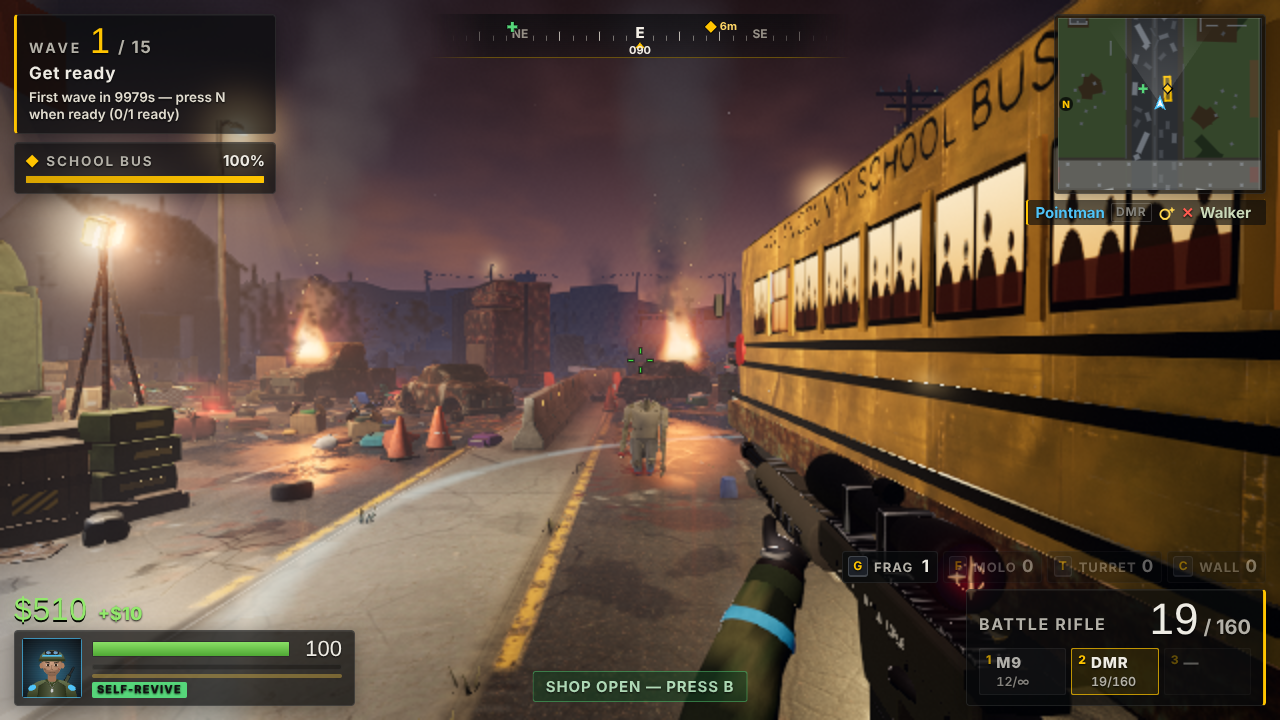 WAVE 1 / 15
Get ready
First wave in 9979s — press N
when ready (0/1 ready)
SCHOOL BUS 100%
NE E SE
6m
090
N
SCHOOL BUS
Pointman DMR Walker
$510 +$10
100
SELF-REVIVE
SHOP OPEN — PRESS B
G FRAG 1
MOLO 0
T TURRET 0
C WALL 0
BATTLE RIFLE 19 / 160
1 M9
12/∞
2 DMR
19/160
3 —